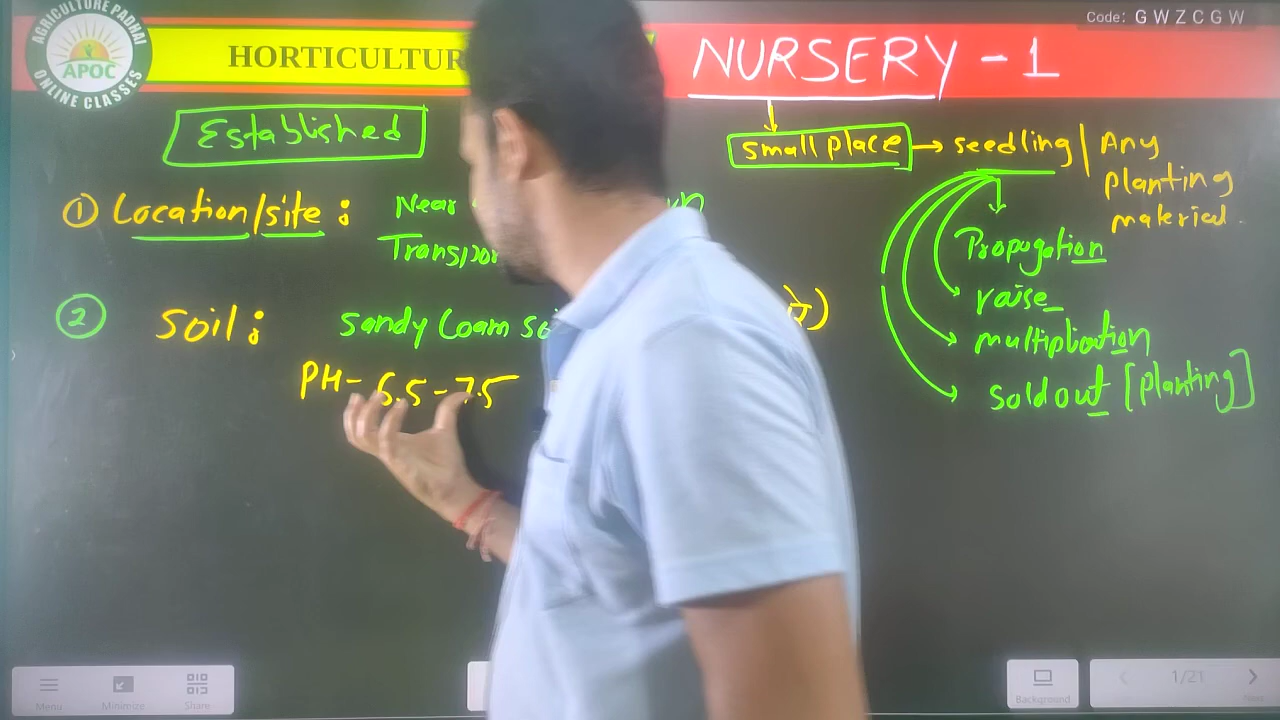 Code: G W Z C G W
AGRICULTURE PADHAI
APOC
ONLINE CLASSES
HORTICULTUR
NURSERY - 1
Established
small place → seedling / Any planting material.
① Location/site : Near
Transpor
Propogation
raise
multiplication
sold out [planting]
② Soil : sandy loam so
PH- 6.5 - 7.5
Menu
Minimize
Share
Background
1/21